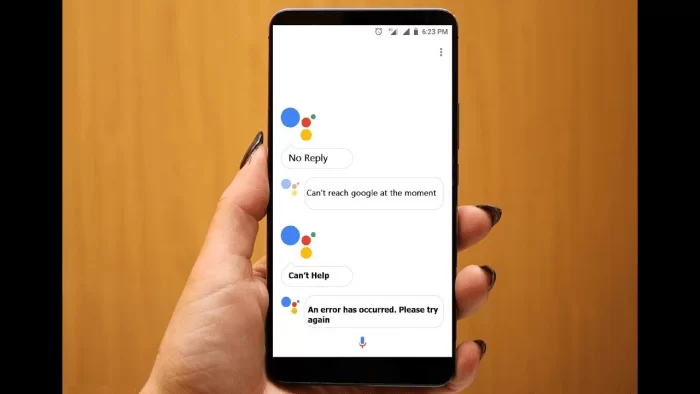 6:23 PM
No Reply
Can't reach google at the moment
Can't Help
An error has occurred. Please try
again